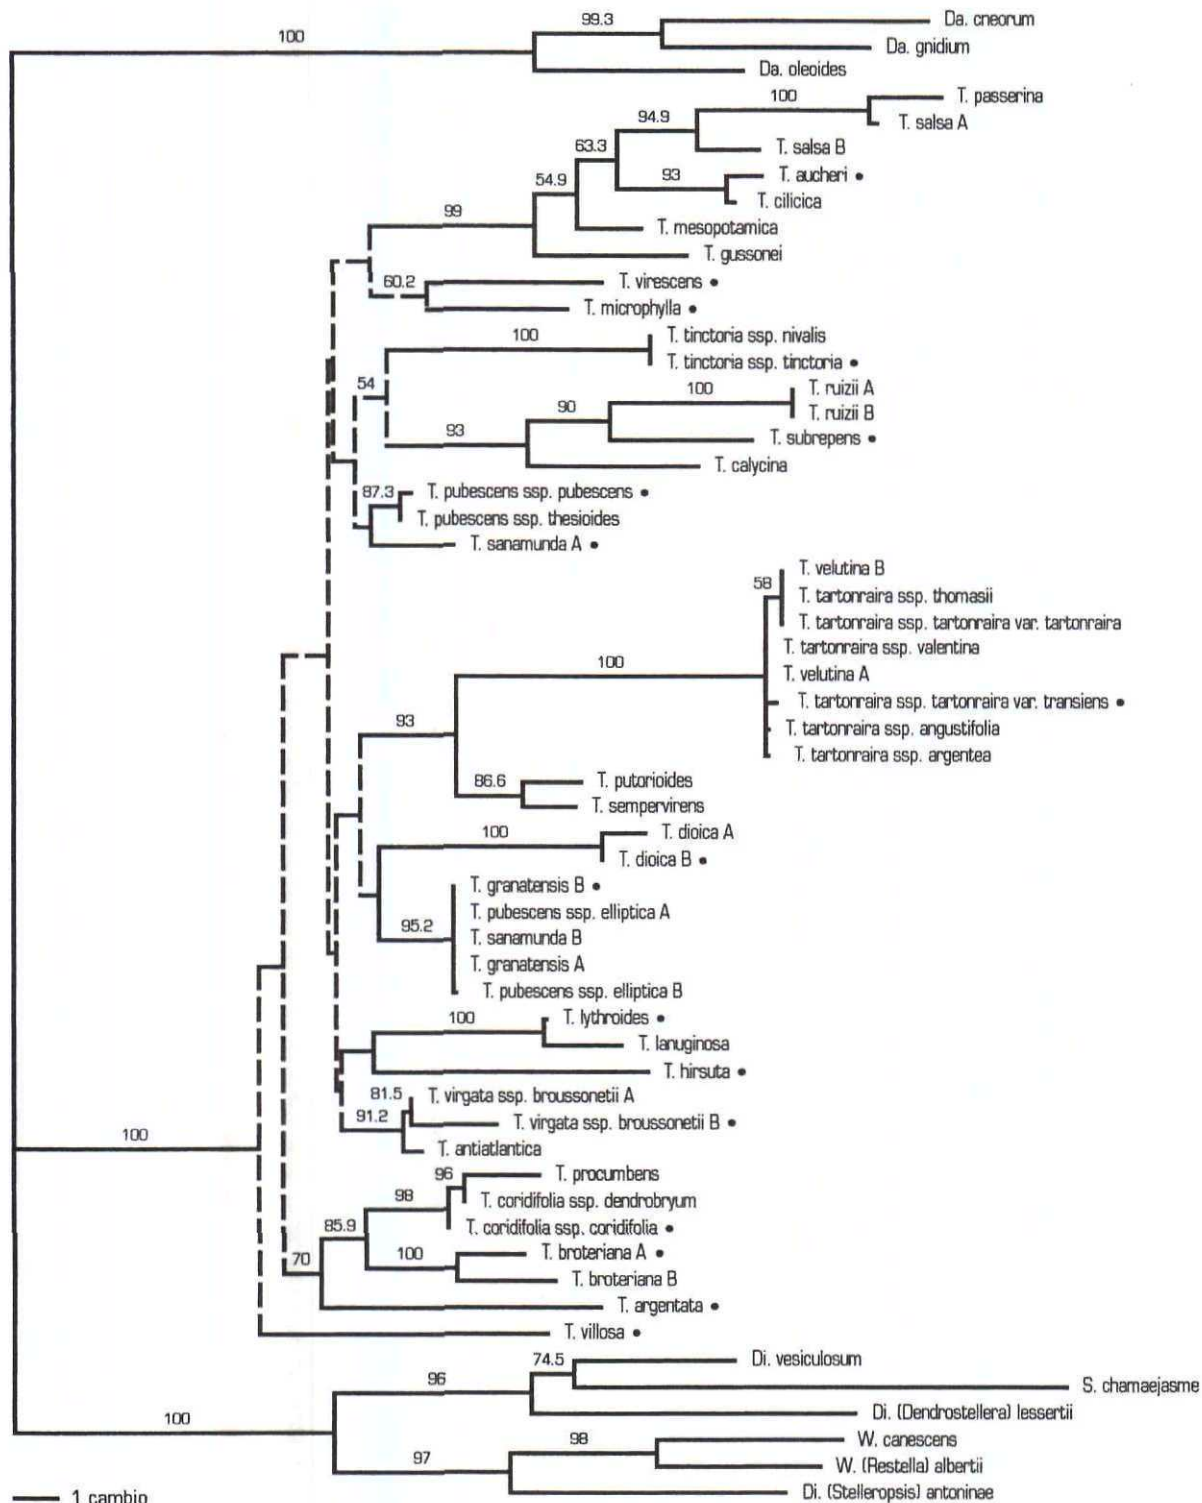 99.3
Da. cneorum
100
Da. gnidium
Da. oleoides
100
T. passerina
94.9
T. salsa A
63.3
T. salsa B
93
T. aucheri •
54.9
T. cilicica
99
T. mesopotamica
T. gussonei
60.2
T. virescens •
T. microphylla •
100
T. tinctoria ssp. nivalis
T. tinctoria ssp. tinctoria •
54
100
T. ruizii A
90
T. ruizii B
93
T. subrepens •
T. calycina
87.3
T. pubescens ssp. pubescens •
T. pubescens ssp. thesioides
T. sanamunda A •
T. velutina B
58
T. tartonraira ssp. thomasii
T. tartonraira ssp. tartonraira var. tartonraira
T. tartonraira ssp. valentina
100
T. velutina A
T. tartonraira ssp. tartonraira var. transiens •
93
T. tartonraira ssp. angustifolia
T. tartonraira ssp. argentea
86.6
T. putorioides
T. sempervirens
100
T. dioica A
T. dioica B •
T. granatensis B •
T. pubescens ssp. elliptica A
95.2
T. sanamunda B
T. granatensis A
T. pubescens ssp. elliptica B
100
T. lythroides •
T. lanuginosa
T. hirsuta •
81.5
T. virgata ssp. broussonetii A
91.2
T. virgata ssp. broussonetii B •
100
T. antiatlantica
96
T. procumbens
98
T. coridifolia ssp. dendrobryum
85.9
T. coridifolia ssp. coridifolia •
70
100
T. broteriana A •
T. broteriana B
T. argentata •
T. villosa •
74.5
Di. vesiculosum
96
S. chamaejasme
Di. (Dendrostellera) lessertii
100
98
W. canescens
97
W. (Restella) albertii
Di. (Stelleropsis) antoninae
1 cambio